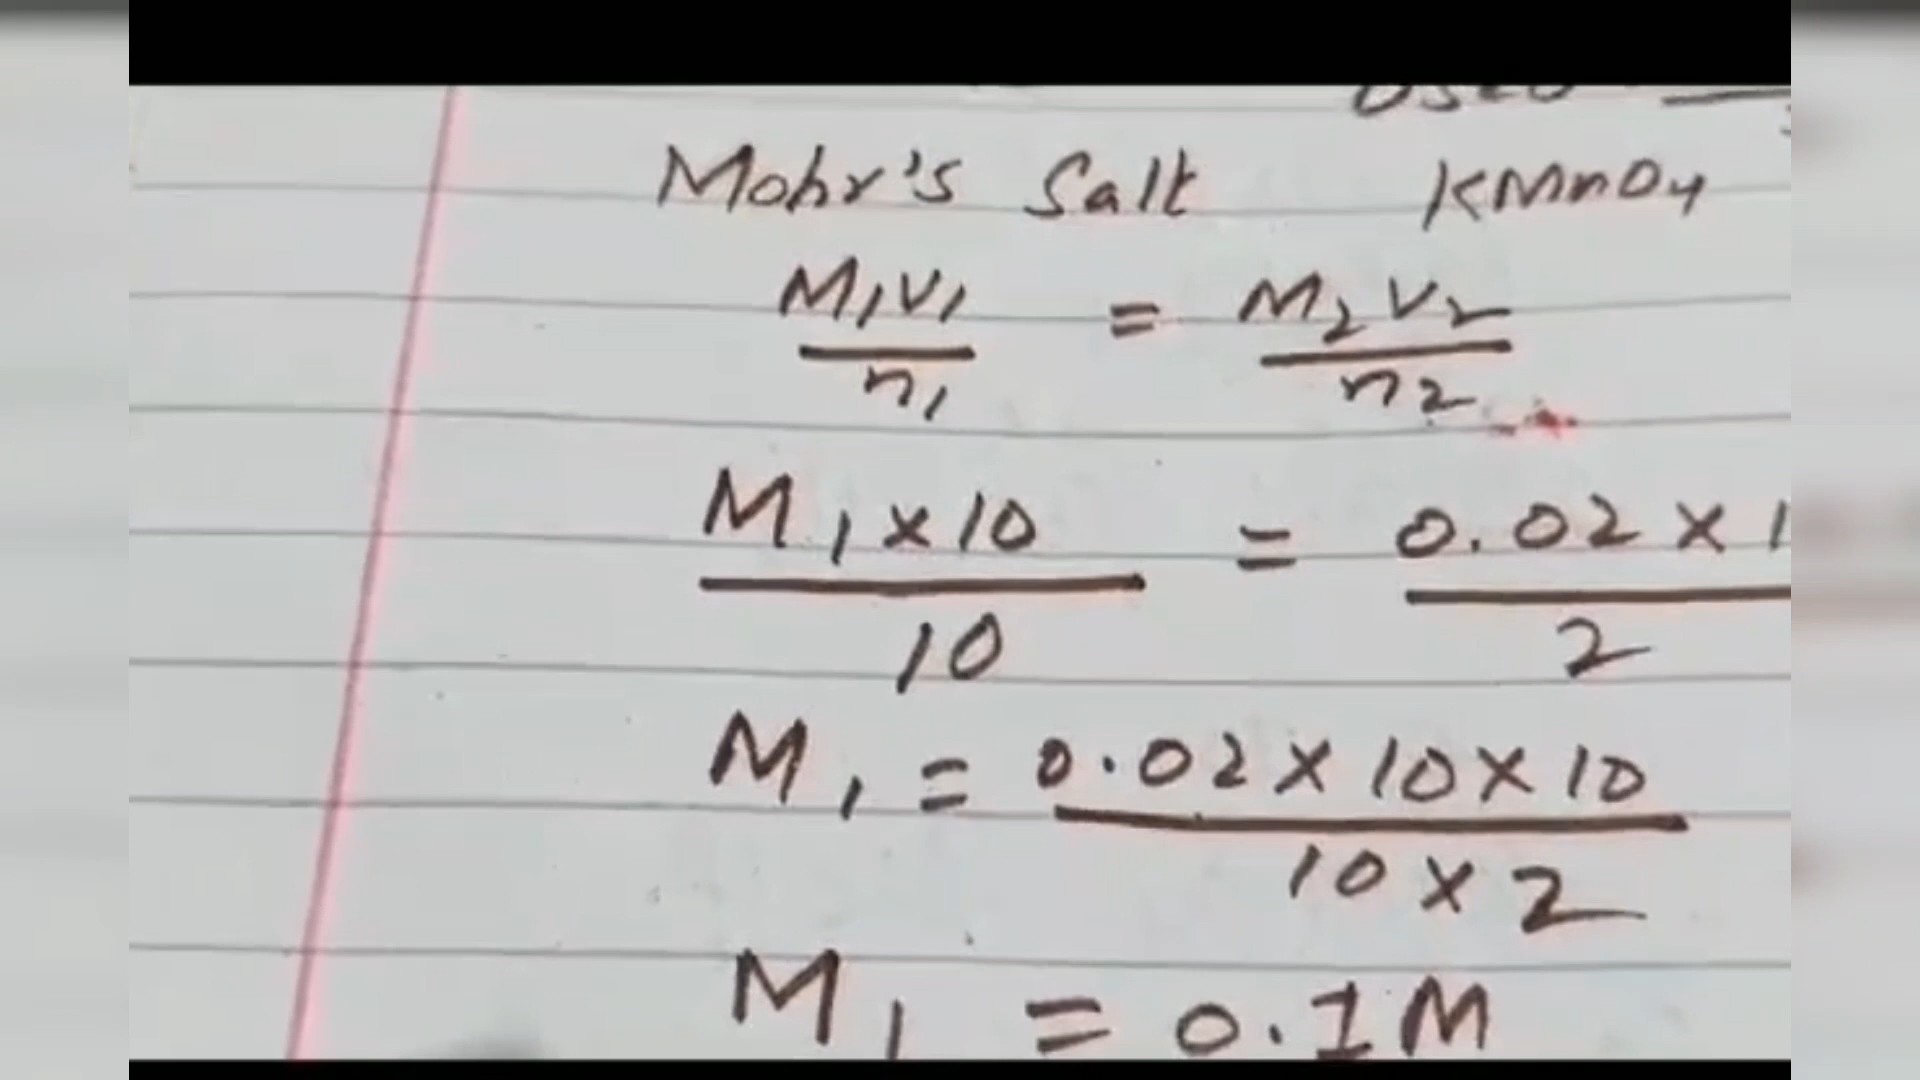 Mohr's Salt KMnO4
M1V1/n1 = M2V2/n2
M1 x 10/10 = 0.02 x 1/2
M1 = 0.02 x 10 x 10/10 x 2
M1 = 0.1M